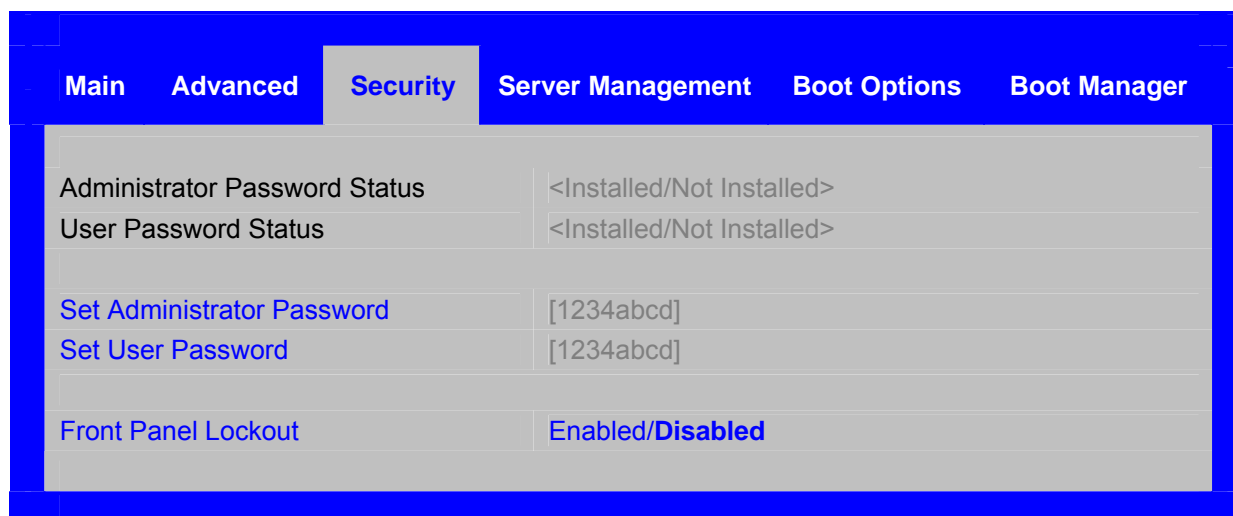 Main Advanced Security Server Management Boot Options Boot Manager
Administrator Password Status <Installed/Not Installed>
User Password Status <Installed/Not Installed>
Set Administrator Password [1234abcd]
Set User Password [1234abcd]
Front Panel Lockout Enabled/Disabled